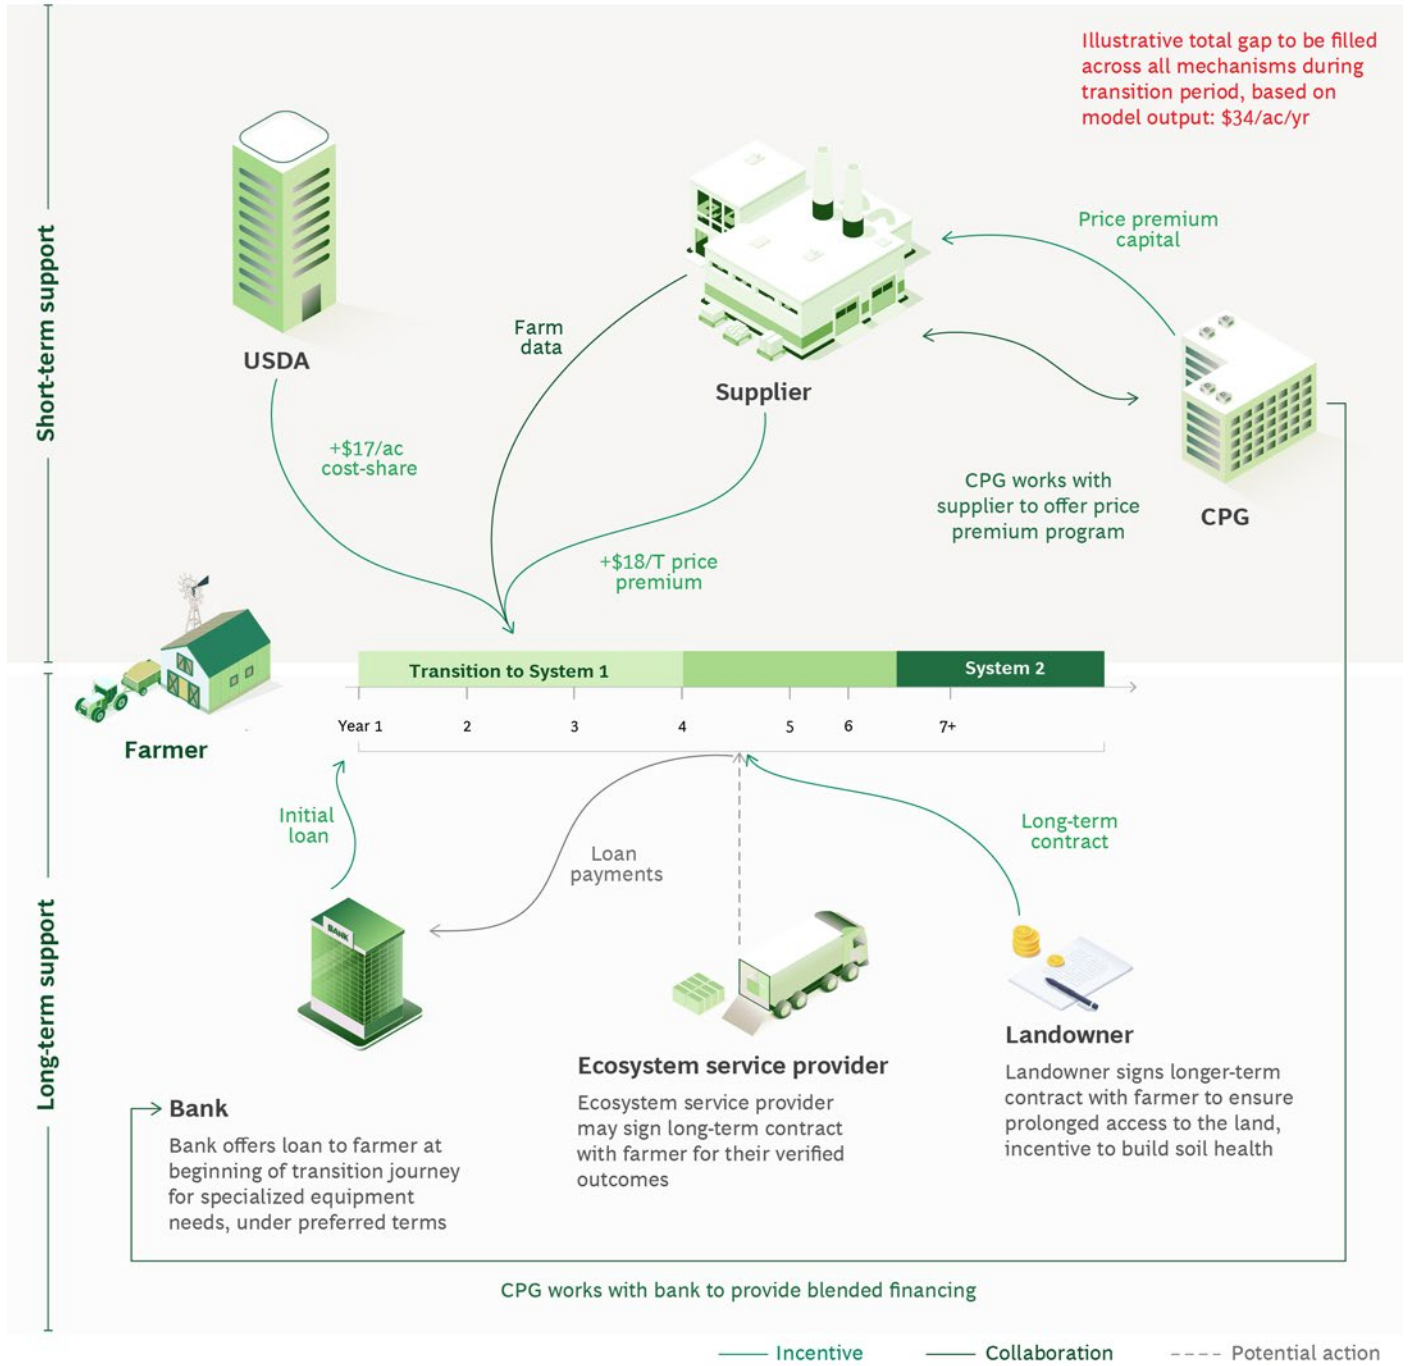 Illustrative total gap to be filled
across all mechanisms during
transition period, based on
model output: $34/ac/yr
Short-term support
Price premium
capital
Farm
data
USDA
Supplier
+$17/ac
cost-share
CPG works with
supplier to offer price
premium program
CPG
+$18/T price
premium
Transition to System 1
System 2
Year 1
2
3
4
5
6
7+
Farmer
Initial
loan
Loan
payments
Long-term
contract
Long-term support
BANK
Landowner
Landowner signs longer-term
contract with farmer to ensure
prolonged access to the land,
incentive to build soil health
Ecosystem service provider
Ecosystem service provider
may sign long-term contract
with farmer for their verified
outcomes
Bank
Bank offers loan to farmer at
beginning of transition journey
for specialized equipment
needs, under preferred terms
CPG works with bank to provide blended financing
Incentive
Collaboration
Potential action